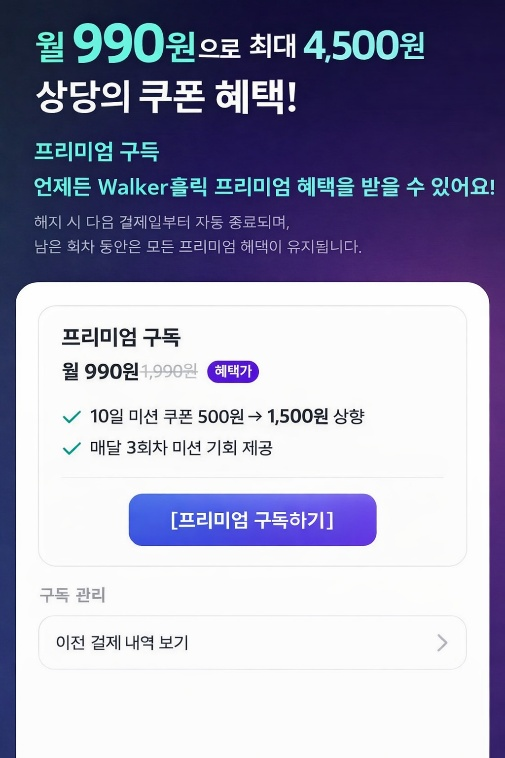 월 990원으로 최대 4,500원
상당의 쿠폰 혜택!
프리미엄 구독
언제든 Walker홀릭 프리미엄 혜택을 받을 수 있어요!
해지 시 다음 결제일부터 자동 종료되며,
남은 회차 동안은 모든 프리미엄 혜택이 유지됩니다.
프리미엄 구독
월 990원 1,990원 혜택가
✓ 10일 미션 쿠폰 500원 → 1,500원 상향
✓ 매달 3회차 미션 기회 제공
[프리미엄 구독하기]
구독 관리
이전 결제 내역 보기